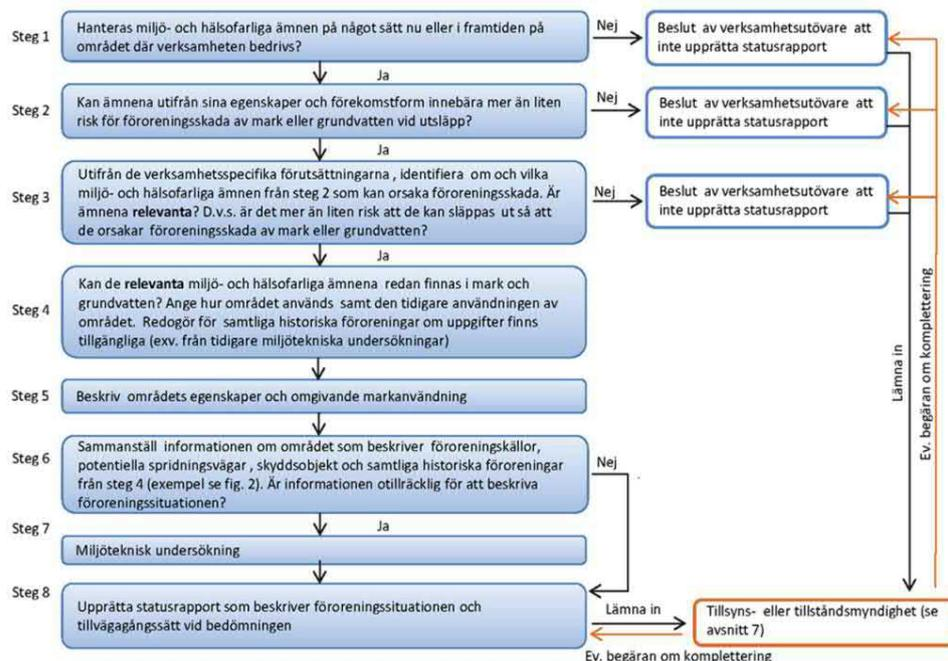 Steg 1
Hanteras miljö- och hälsofarliga ämnen på något sätt nu eller i framtiden på
området där verksamheten bedrivs?
Nej
Beslut av verksamhetsutövare att
inte upprätta statusrapport
Ja
Steg 2
Kan ämnena utifrån sina egenskaper och förekomstform innebära mer än liten
risk för föroreningsskada av mark eller grundvatten vid utsläpp?
Nej
Beslut av verksamhetsutövare att
inte upprätta statusrapport
Ja
Steg 3
Utifrån de verksamhetsspecifika förutsättningarna , identifiera om och vilka
miljö- och hälsofarliga ämnen från steg 2 som kan orsaka föroreningsskada. Är
ämnena relevanta? D.v.s. är det mer än liten risk att de kan släppas ut så att
de orsakar föroreningsskada av mark eller grundvatten?
Nej
Beslut av verksamhetsutövare att
inte upprätta statusrapport
Ja
Steg 4
Kan de relevanta miljö- och hälsofarliga ämnena redan finnas i mark och
grundvatten? Ange hur området används samt den tidigare användningen av
området. Redogör för samtliga historiska föroreningar om uppgifter finns
tillgängliga (exv. från tidigare miljötekniska undersökningar)
Lämna in
Ev. begäran om komplettering
Steg 5
Beskriv områdets egenskaper och omgivande markanvändning
Steg 6
Sammanställ informationen om området som beskriver föroreningskällor,
potentiella spridningsvägar , skyddsobjekt och samtliga historiska föroreningar
från steg 4 (exempel se fig. 2). Är informationen otillräcklig för att beskriva
föroreningssituationen?
Nej
Ja
Steg 7
Miljöteknisk undersökning
Steg 8
Upprätta statusrapport som beskriver föroreningssituationen och
tillvägagångssätt vid bedömningen
Lämna in
Tillsyns- eller tillståndsmyndighet (se
avsnitt 7)
Ev. begäran om komplettering